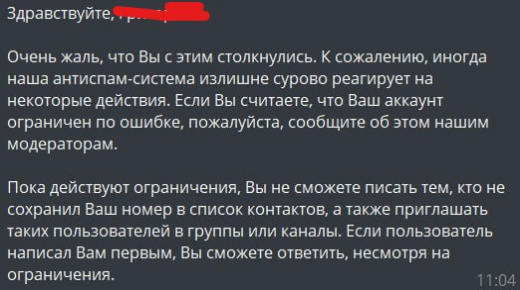 Здравствуйте,
Очень жаль, что Вы с этим столкнулись. К сожалению, иногда
наша антиспам-система излишне сурово реагирует на
некоторые действия. Если Вы считаете, что Ваш аккаунт
ограничен по ошибке, пожалуйста, сообщите об этом нашим
модераторам.
Пока действуют ограничения, Вы не сможете писать тем, кто не
сохранил Ваш номер в список контактов, а также приглашать
таких пользователей в группы или каналы. Если пользователь
написал Вам первым, Вы сможете ответить, несмотря на
ограничения.
11:04